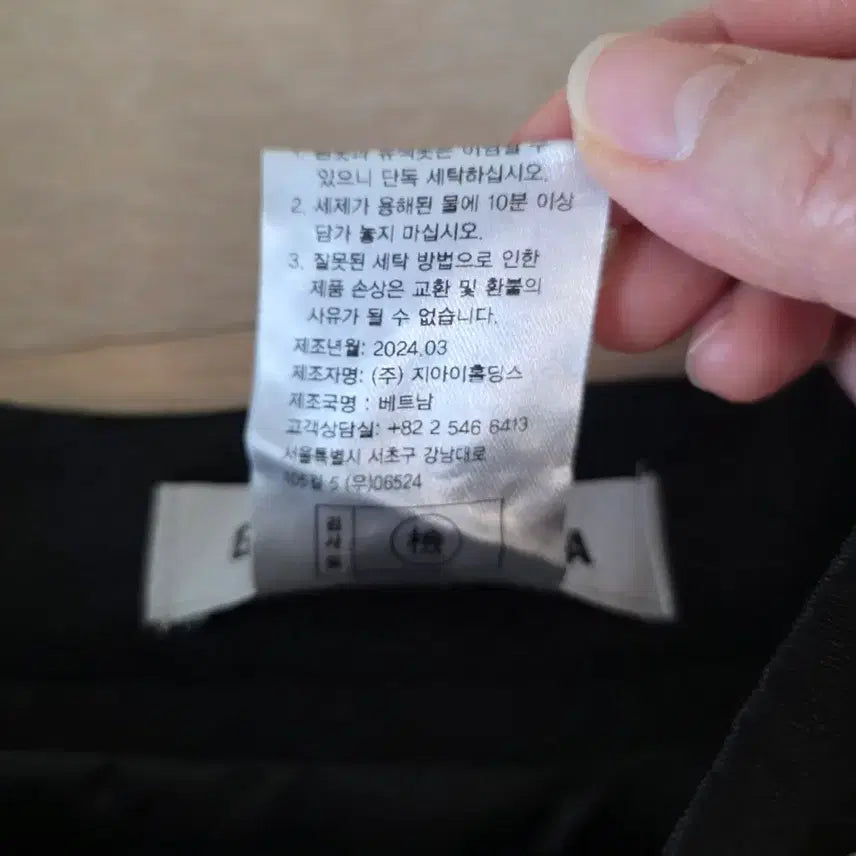 있으니 단독 세탁하십시오.
2. 세제가 용해된 물에 10분 이상
담가 놓지 마십시오.
3. 잘못된 세탁 방법으로 인한
제품 손상은 교환 및 환불의
사유가 될 수 없습니다.
제조년월: 2024.03
제조자명: (주) 지아이홀딩스
제조국명 : 베트남
고객상담실: +82 2 546 6413
서울특별시 서초구 강남대로
5 (우)06524
檢
A